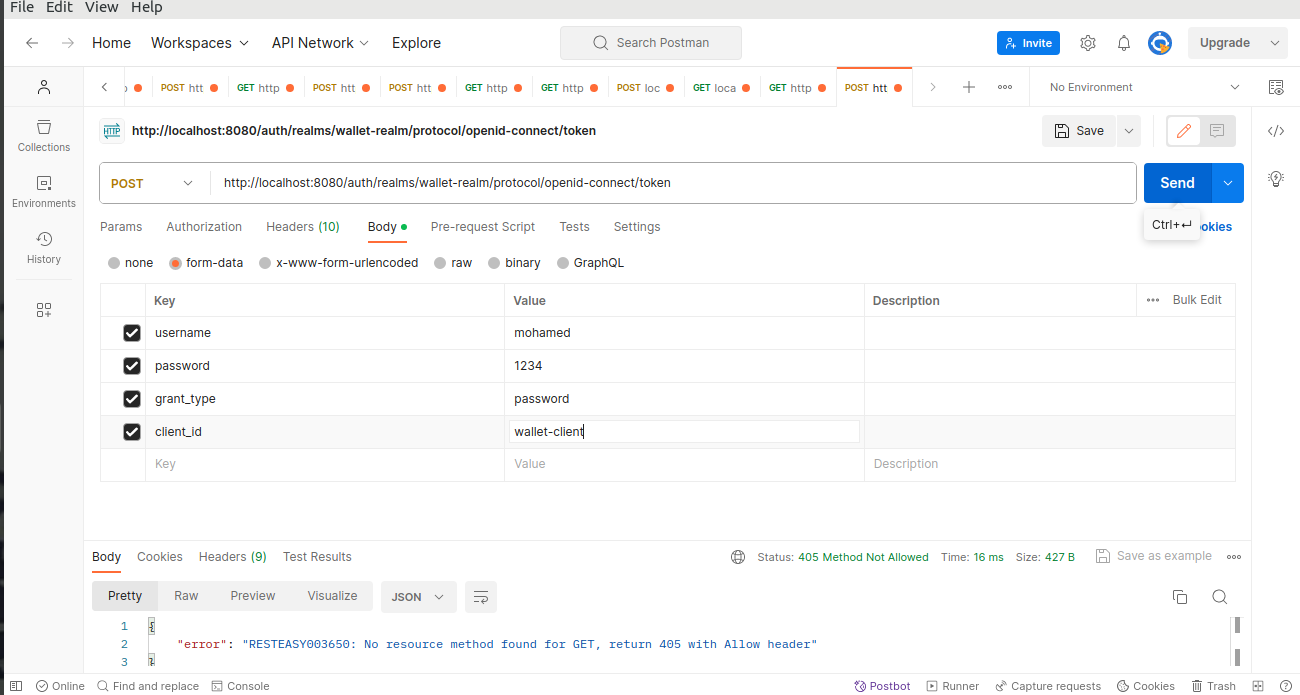 File Edit View Help
Home Workspaces API Network Explore Search Postman Invite Upgrade
POST htt GET http POST htt POST htt GET http GET http POST loc GET loca GET http POST htt No Environment
HTTP http://localhost:8080/auth/realms/wallet-realm/protocol/openid-connect/token Save
POST http://localhost:8080/auth/realms/wallet-realm/protocol/openid-connect/token Send
Collections
Environments
History
Params Authorization Headers (10) Body Pre-request Script Tests Settings Ctrl+↵ okies
none form-data x-www-form-urlencoded raw binary GraphQL
Key Value Description Bulk Edit
username mohamed
password 1234
grant_type password
client_id wallet-client
Key Value Description
Body Cookies Headers (9) Test Results Status: 405 Method Not Allowed Time: 16 ms Size: 427 B Save as example
Pretty Raw Preview Visualize JSON
1 {
2 "error": "RESTEASY003650: No resource method found for GET, return 405 with Allow header"
3 }
Online Find and replace Console Postbot Runner Capture requests Cookies Trash